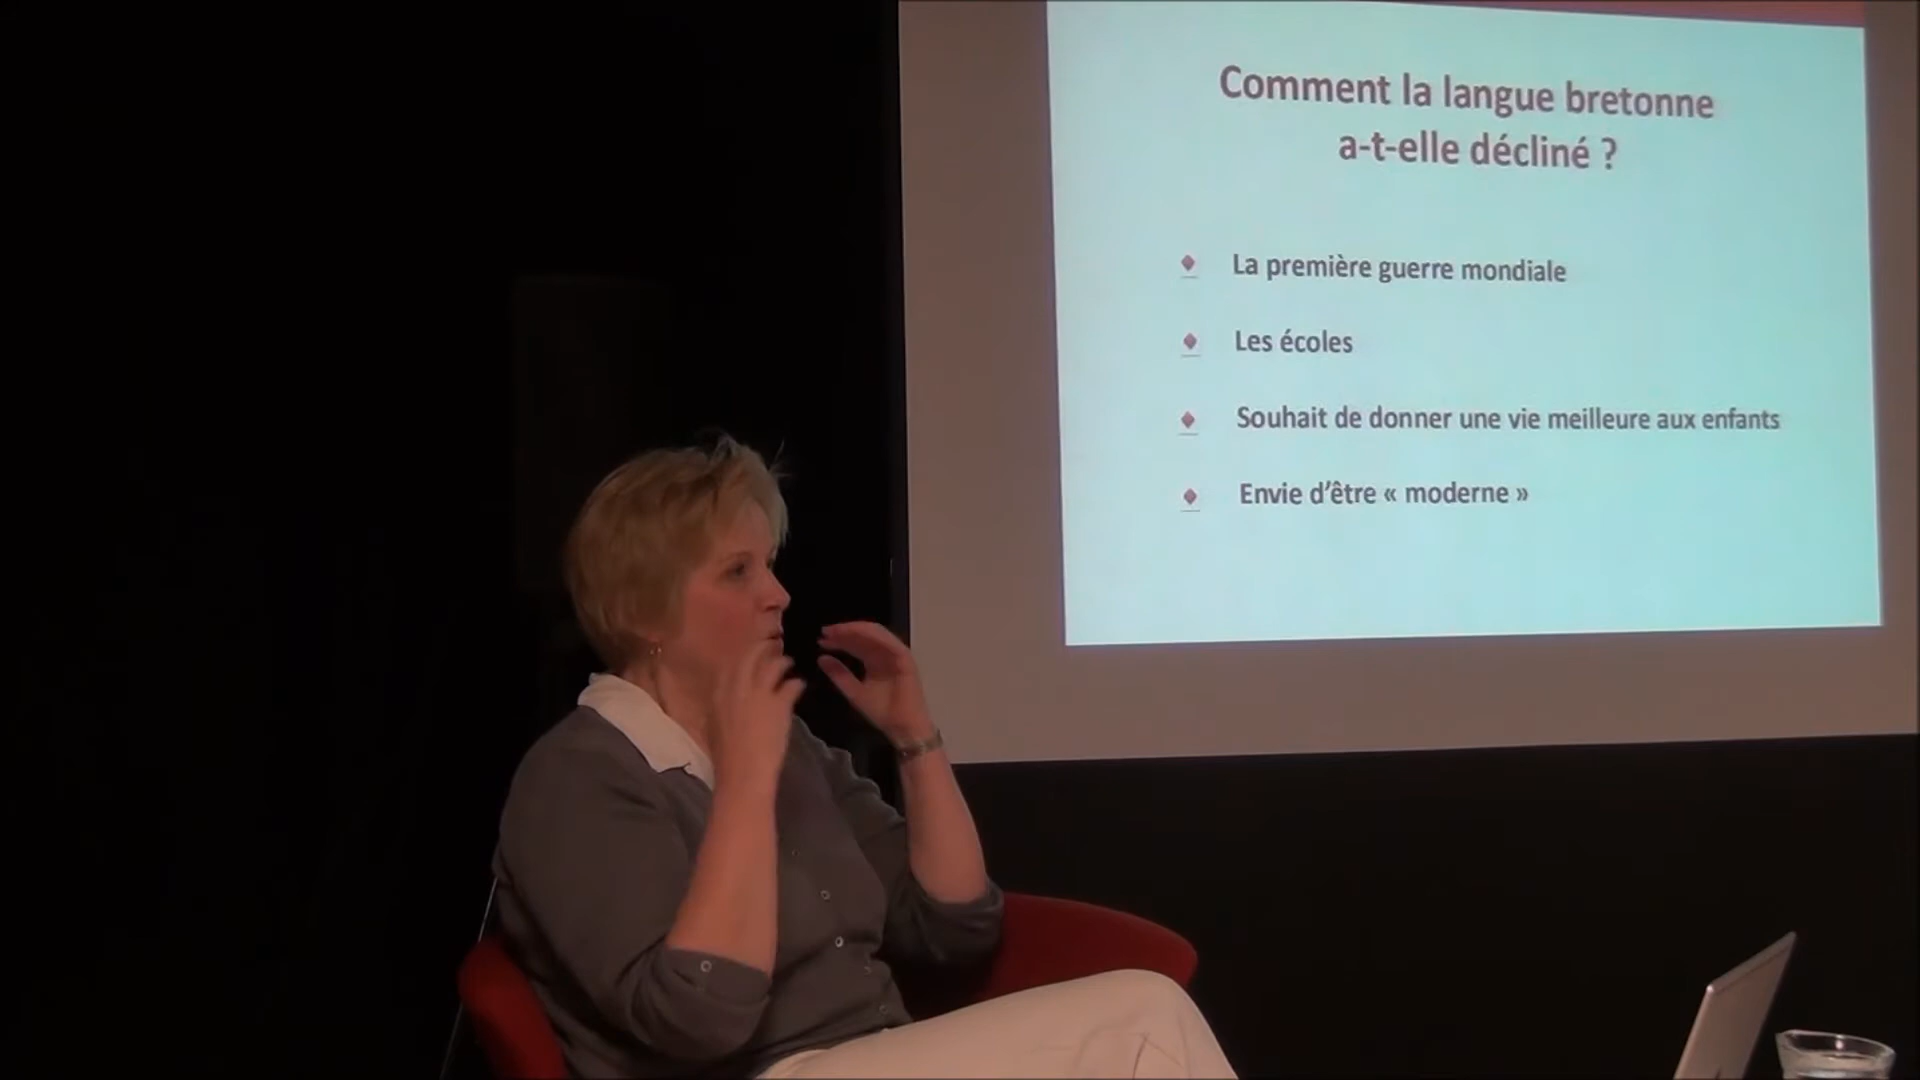 Comment la langue bretonne
a-t-elle décliné ?
La première guerre mondiale
Les écoles
Souhait de donner une vie meilleure aux enfants
Envie d'être « moderne »